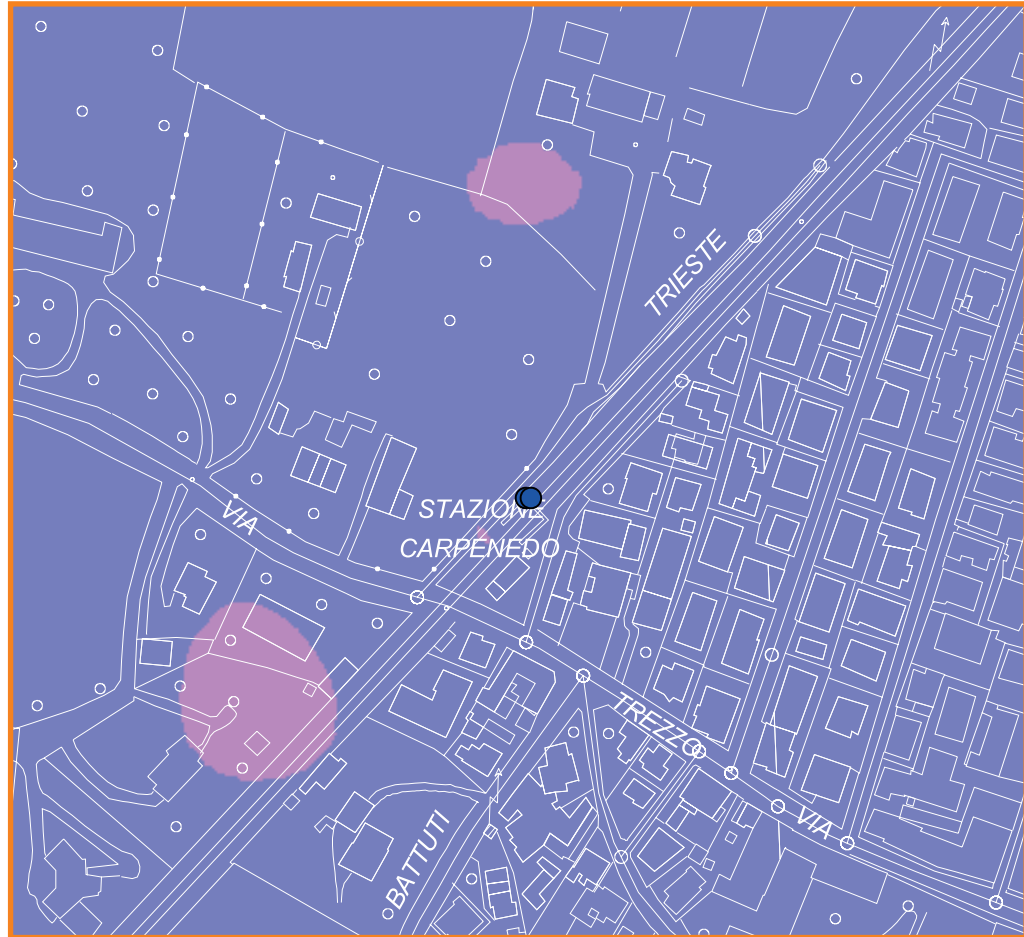 TRIESTE
STAZIONE
VIA
CARPENEDO
TREZZO
VIA
BATTUTI